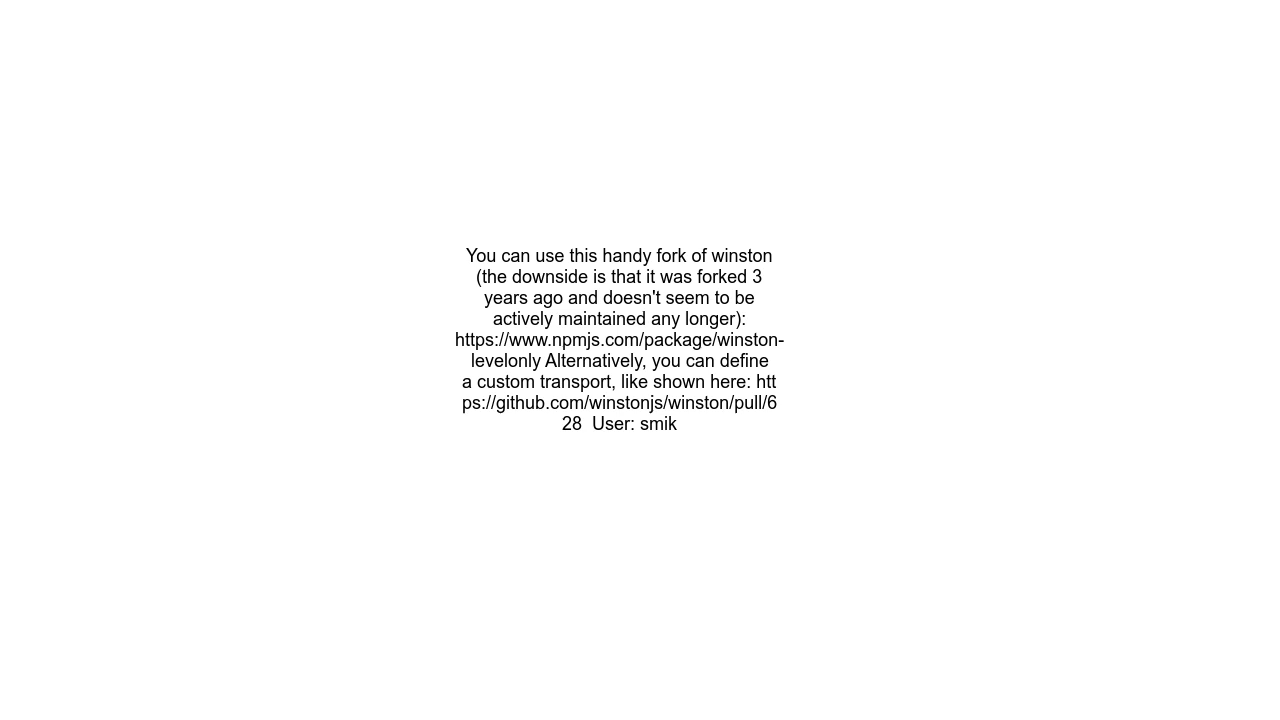 You can use this handy fork of winston
(the downside is that it was forked 3
years ago and doesn't seem to be
actively maintained any longer):
https://www.npmjs.com/package/winston-
levelonly Alternatively, you can define
a custom transport, like shown here: htt
ps://github.com/winstonjs/winston/pull/6
28  User: smik